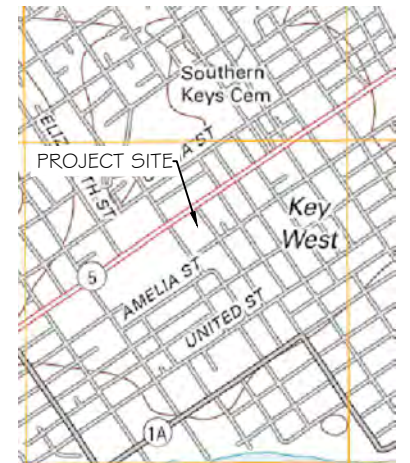 Southern
Keys Cem
PROJECT SITE
Key
West
5
AMELIA ST
UNITED ST
1A